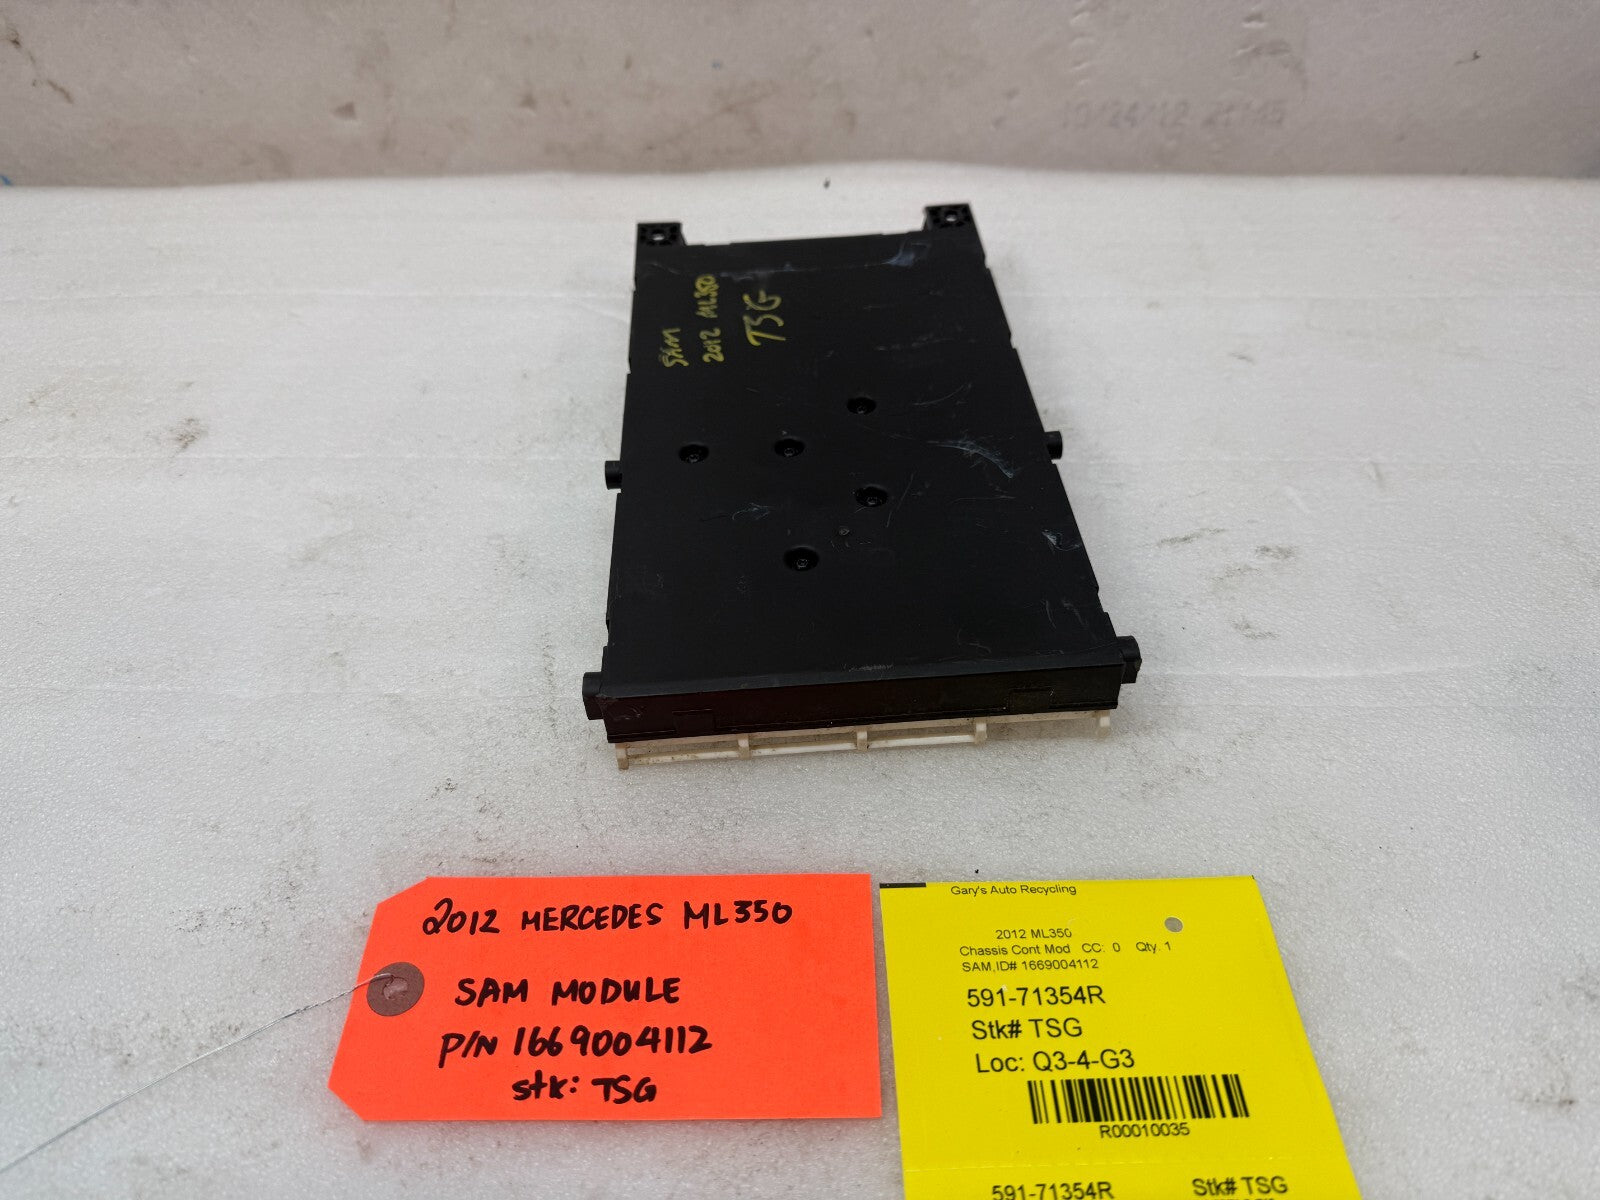 SAM
2012 ML350
TSG
2012 MERCEDES ML350
SAM MODULE
P/N 1669004112
stk: TSG
Gary's Auto Recycling
2012 ML350
Chassis Cont Mod CC: 0 Qty. 1
SAM,ID# 1669004112
591-71354R
Stk# TSG
Loc: Q3-4-G3
R00010035
591-71354R Stk# TSG